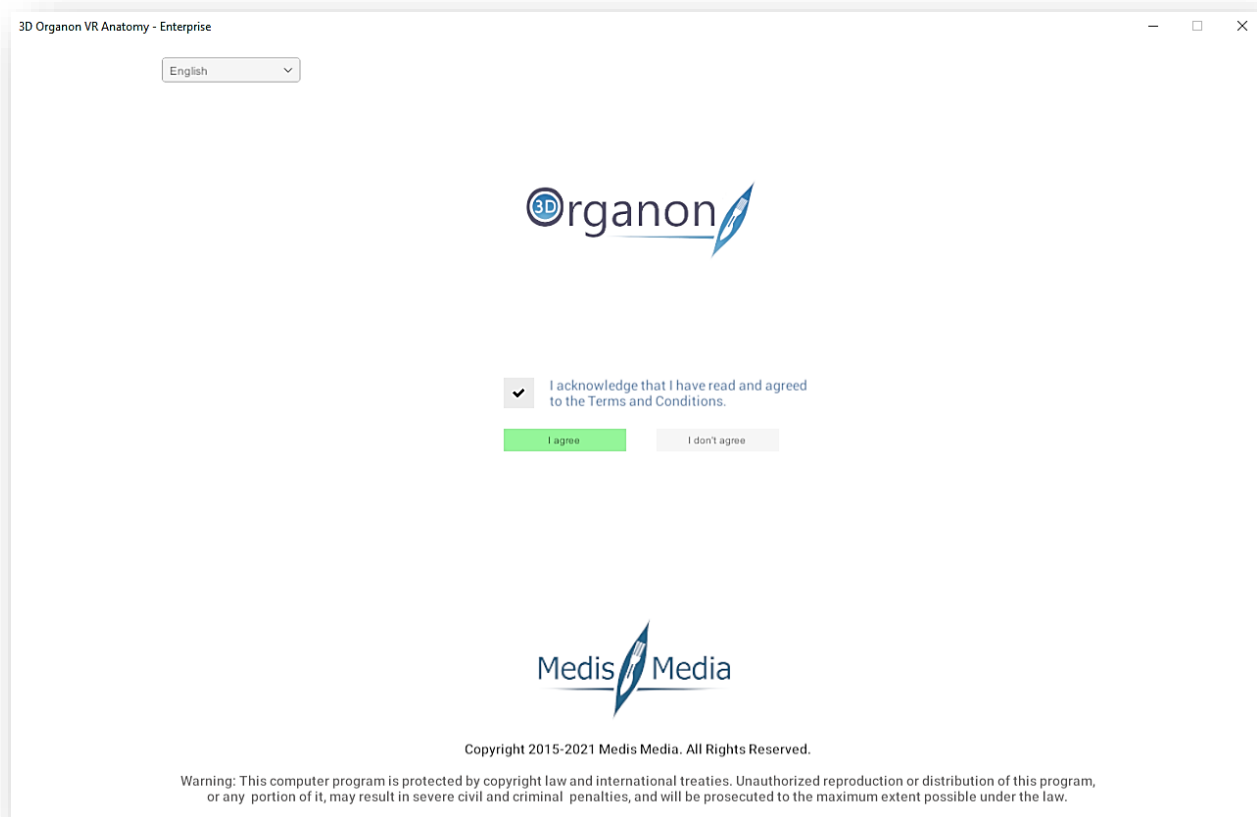 3D Organon VR Anatomy - Enterprise
English
3D Organon
I acknowledge that I have read and agreed
to the Terms and Conditions.
I agree
I don't agree
Medis Media
Copyright 2015-2021 Medis Media. All Rights Reserved.
Warning: This computer program is protected by copyright law and international treaties. Unauthorized reproduction or distribution of this program,
or any portion of it, may result in severe civil and criminal penalties, and will be prosecuted to the maximum extent possible under the law.